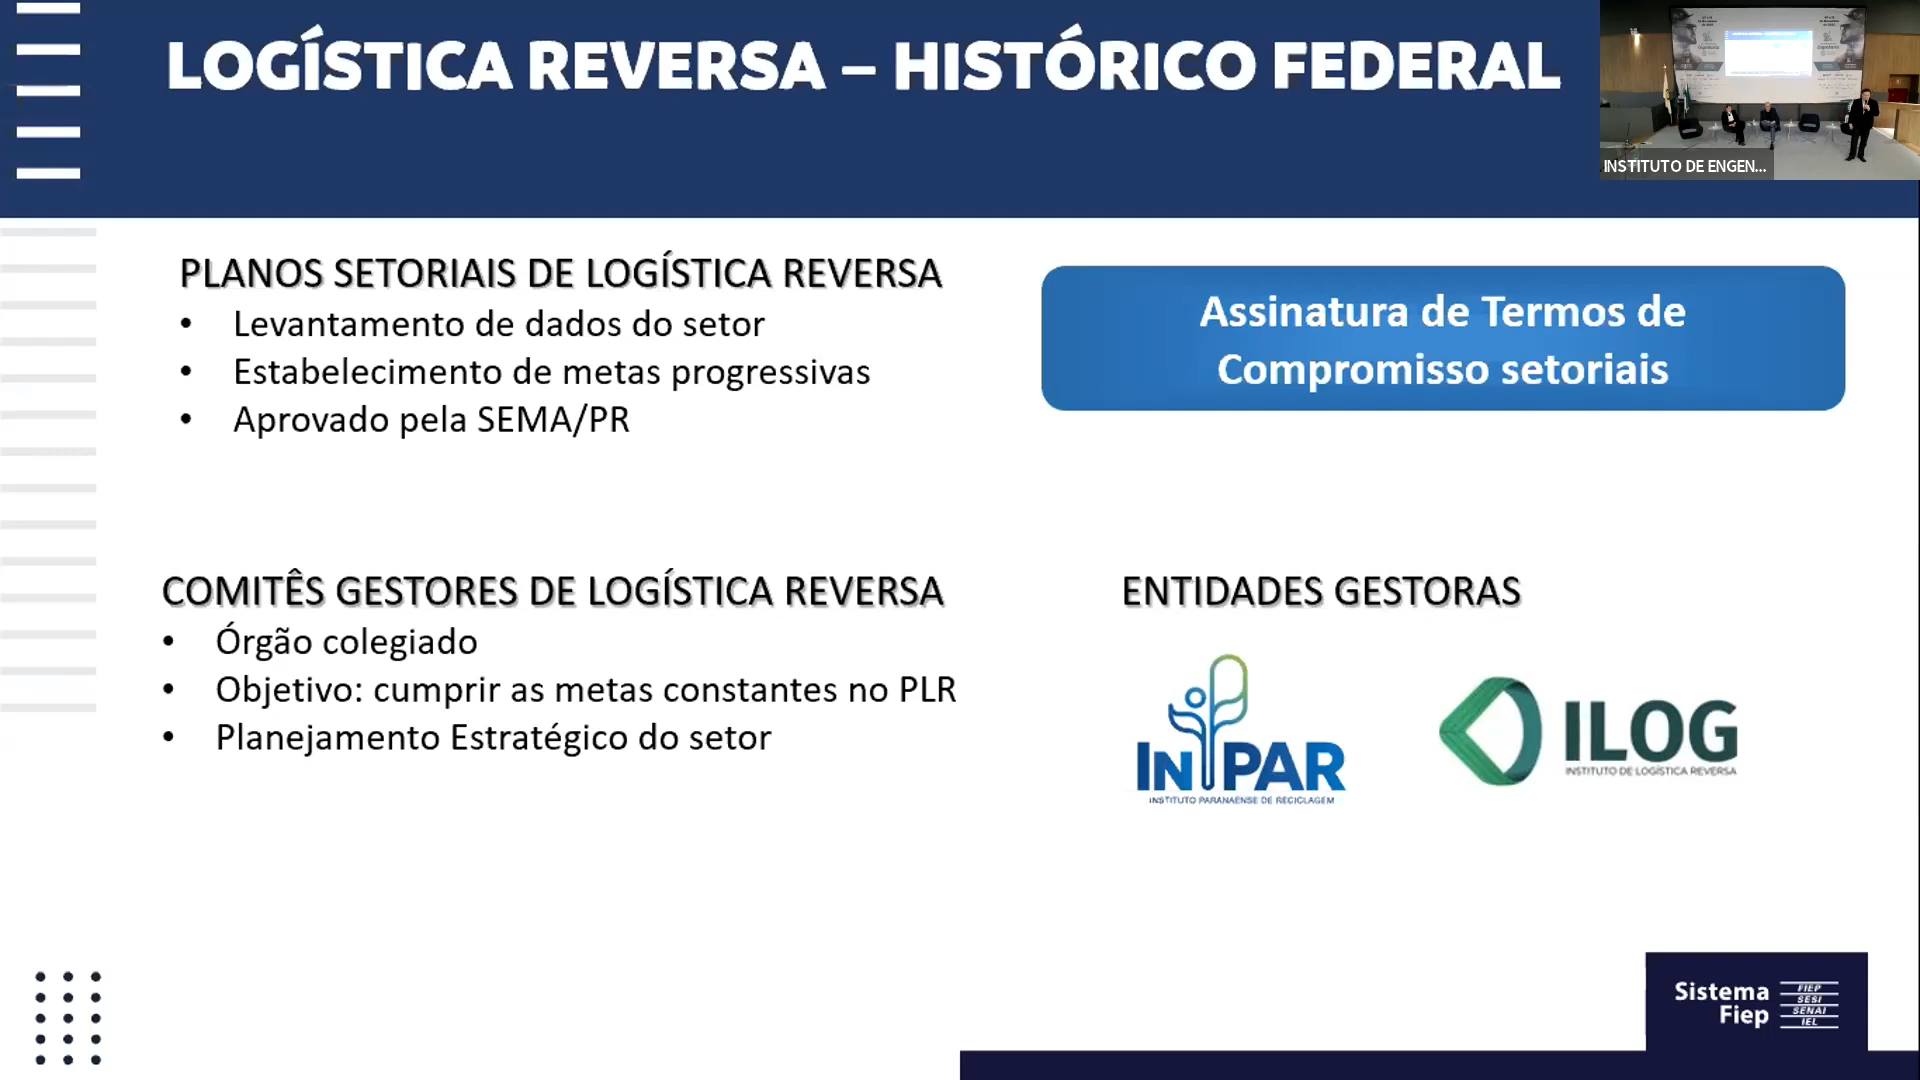 LOGÍSTICA REVERSA – HISTÓRICO FEDERAL
INSTITUTO DE ENGEN...
PLANOS SETORIAIS DE LOGÍSTICA REVERSA
• Levantamento de dados do setor
• Estabelecimento de metas progressivas
• Aprovado pela SEMA/PR
Assinatura de Termos de
Compromisso setoriais
COMITÊS GESTORES DE LOGÍSTICA REVERSA
• Órgão colegiado
• Objetivo: cumprir as metas constantes no PLR
• Planejamento Estratégico do setor
ENTIDADES GESTORAS
INPAR
INSTITUTO PARANAENSE DE RECICLAGEM
ILOG
INSTITUTO DE LOGÍSTICA REVERSA
Sistema
Fiep
FIEP
SESI
SENAI
IEL